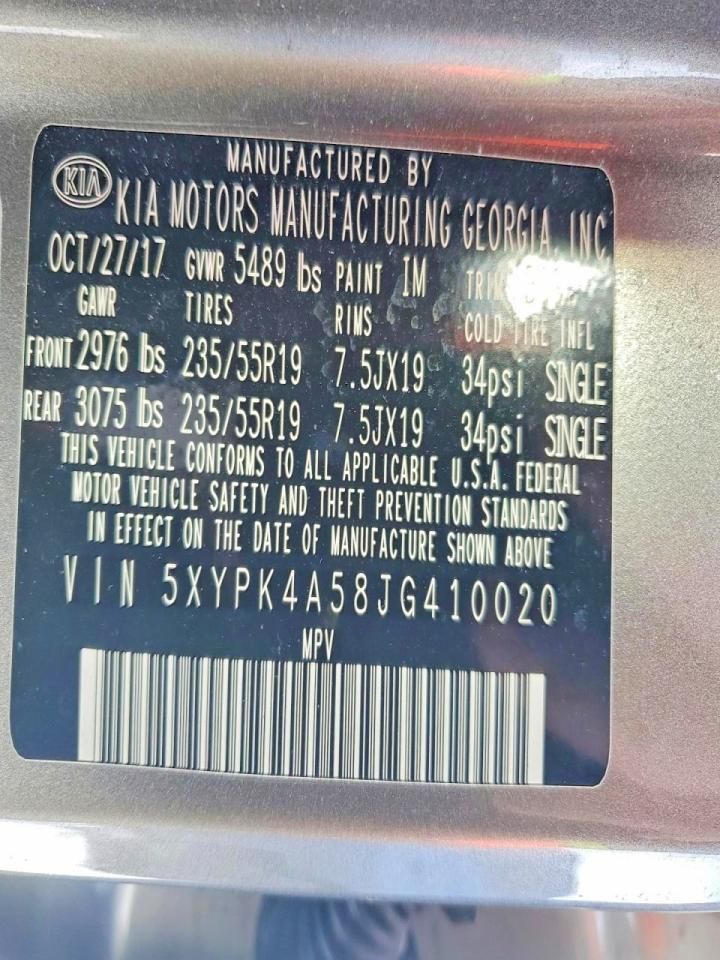 MANUFACTURED BY
KIA KIA MOTORS MANUFACTURING GEORGIA, INC
OCT/27/17 GVWR 5489 lbs PAINT IM TRIM
GAWR TIRES RIMS COLD TIRE INFL
FRONT 2976 lbs 235/55R19 7.5JX19 34psi SINGLE
REAR 3075 lbs 235/55R19 7.5JX19 34psi SINGLE
THIS VEHICLE CONFORMS TO ALL APPLICABLE U.S.A. FEDERAL
MOTOR VEHICLE SAFETY AND THEFT PREVENTION STANDARDS
IN EFFECT ON THE DATE OF MANUFACTURE SHOWN ABOVE
VIN 5XYPK4A58JG410020
MPV